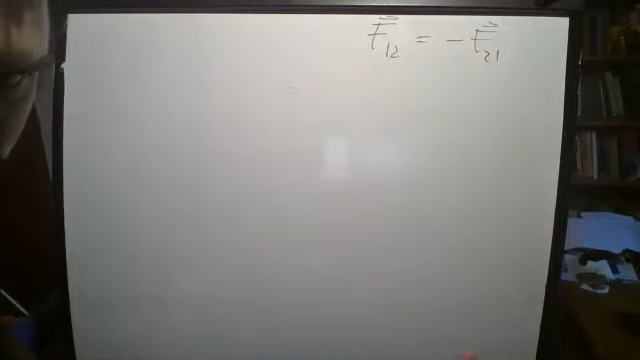 F⃗₁₂ = − F⃗₂₁